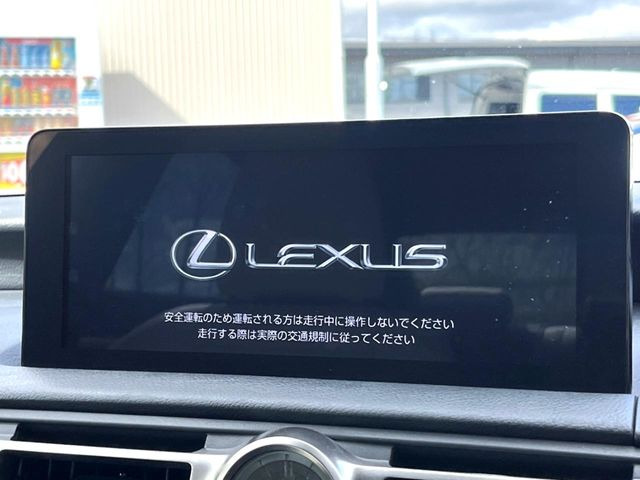 LEXUS
安全運転のため運転される方は走行中に操作しないでください
走行する際は実際の交通規制に従ってください